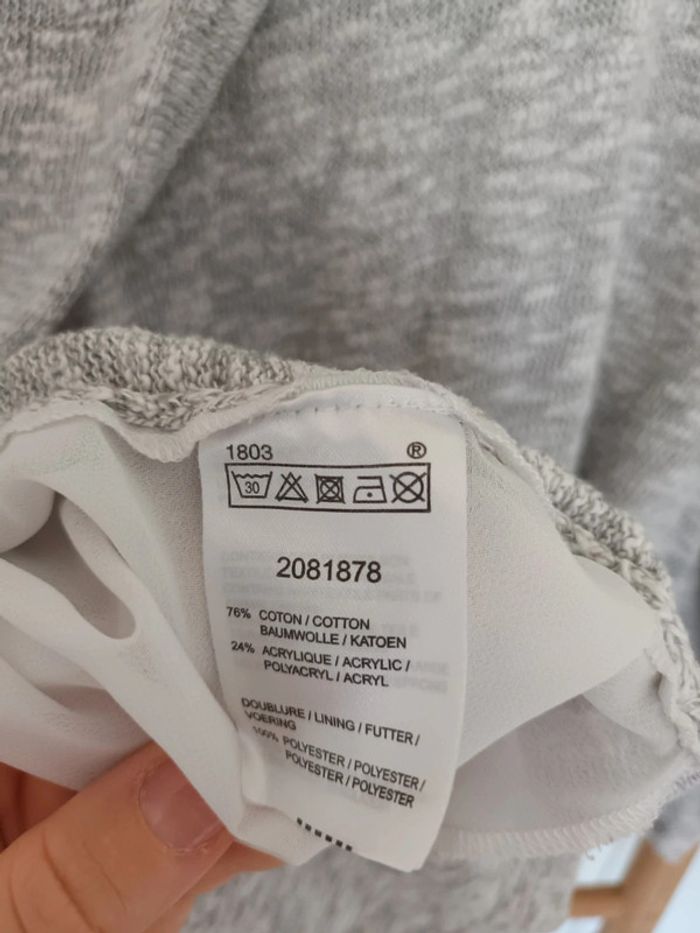 1803 ®
30
2081878
76% COTON / COTTON
BAUMWOLLE / KATOEN
24% ACRYLIQUE / ACRYLIC /
POLYACRYL / ACRYL
DOUBLURE / LINING / FUTTER /
VOERING
100% POLYESTER / POLYESTER /
POLYESTER / POLYESTER